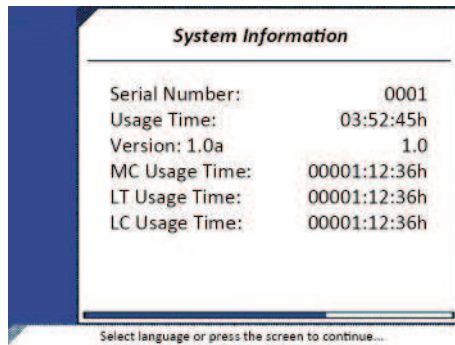 System Information
Serial Number: 0001
Usage Time: 03:52:45h
Version: 1.0a 1.0
MC Usage Time: 00001:12:36h
LT Usage Time: 00001:12:36h
LC Usage Time: 00001:12:36h
Select language or press the screen to continue...